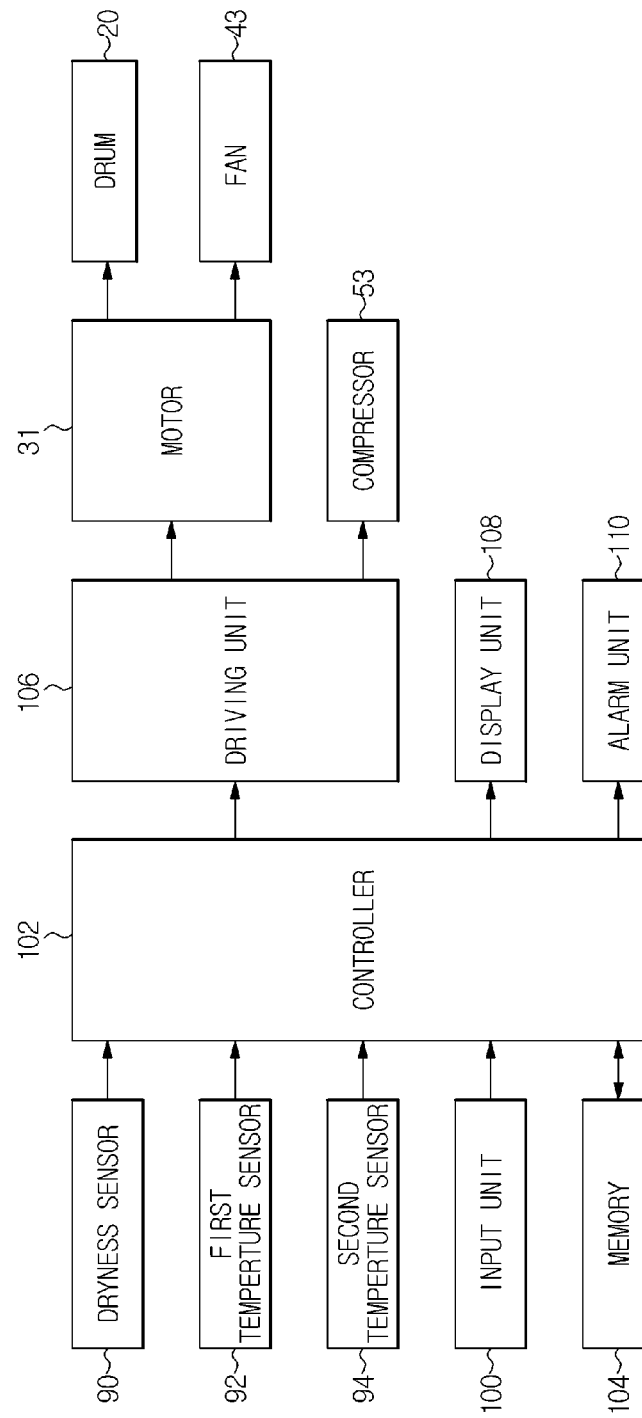 90
DRYNESS SENSOR
92
FIRST
TEMPERTURE SENSOR
94
SECOND
TEMPERTURE SENSOR
100
INPUT UNIT
104
MEMORY
102
CONTROLLER
106
DRIVING UNIT
DISPLAY UNIT
108
ALARM UNIT
110
31
MOTOR
COMPRESSOR
53
DRUM
20
FAN
43